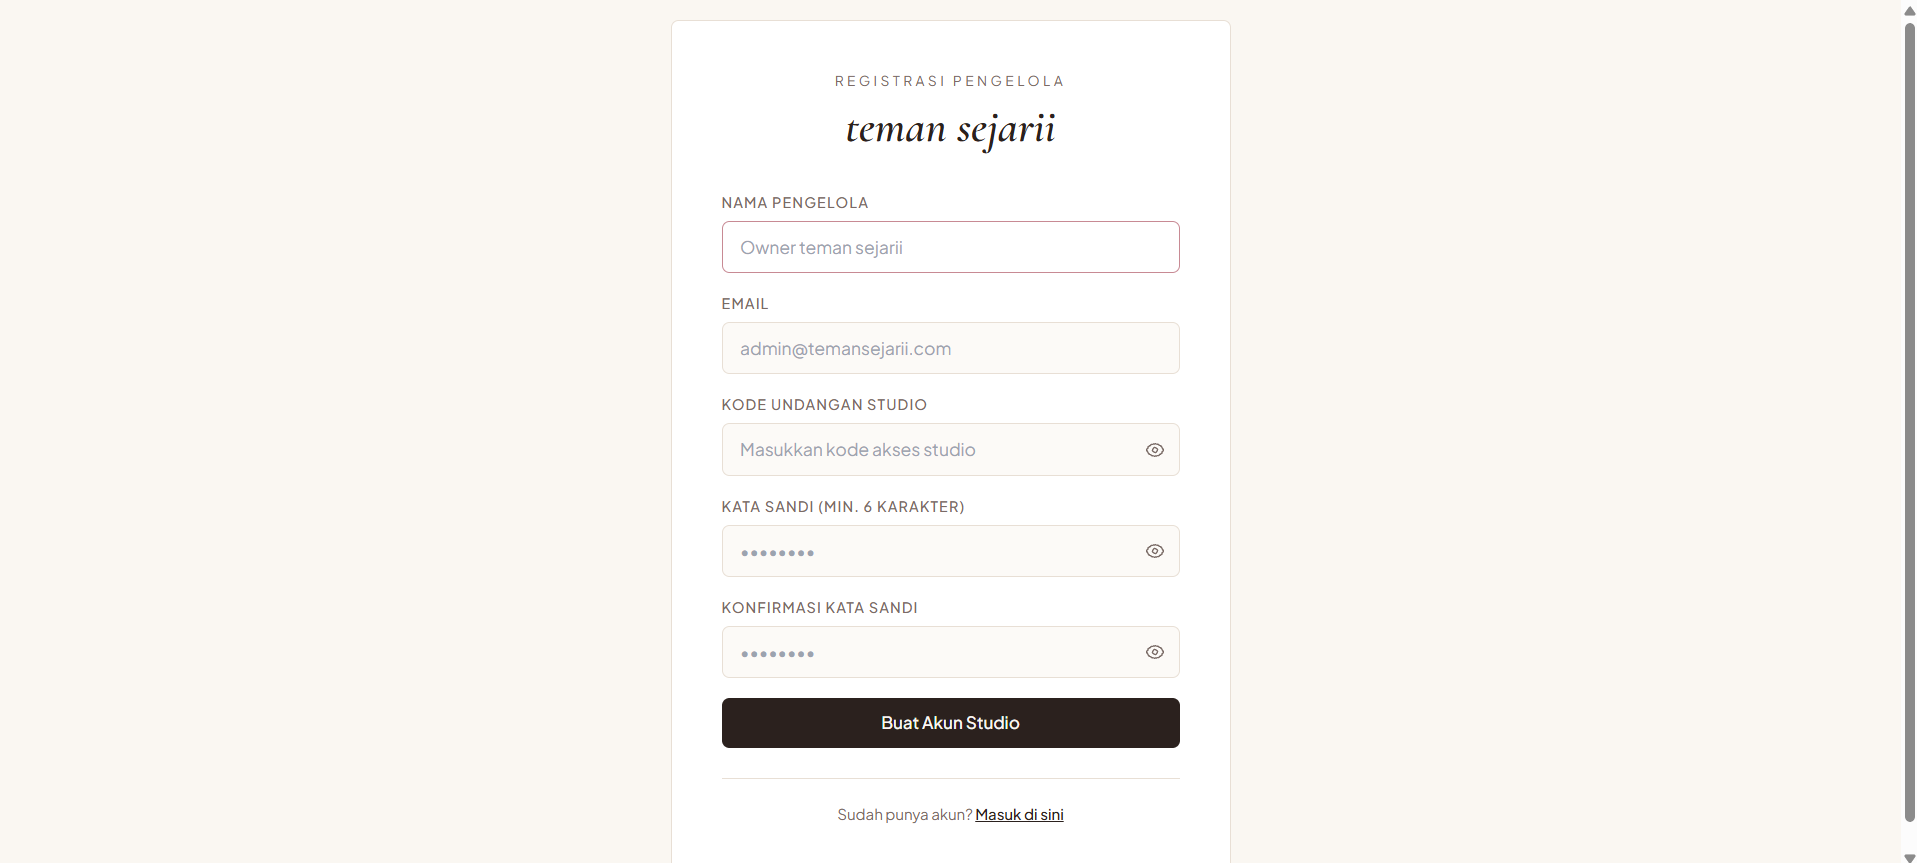 REGISTRASI PENGELOLA
teman sejarii
NAMA PENGELOLA
Owner teman sejarii
EMAIL
admin@temansejarii.com
KODE UNDANGAN STUDIO
Masukkan kode akses studio
KATA SANDI (MIN. 6 KARAKTER)
••••••••
KONFIRMASI KATA SANDI
••••••••
Buat Akun Studio
Sudah punya akun? Masuk di sini